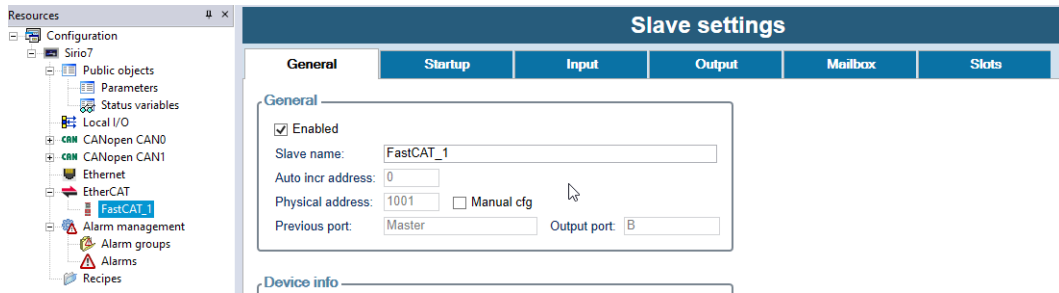 Resources
Configuration
Sirio7
Public objects
Parameters
Status variables
Local I/O
CAN CANopen CAN0
CAN CANopen CAN1
Ethernet
EtherCAT
FastCAT_1
Alarm management
Alarm groups
Alarms
Recipes
Slave settings
General Startup Input Output Mailbox Slots
General
Enabled
Slave name: FastCAT_1
Auto incr address: 0
Physical address: 1001 Manual cfg
Previous port: Master Output port: B
Device info